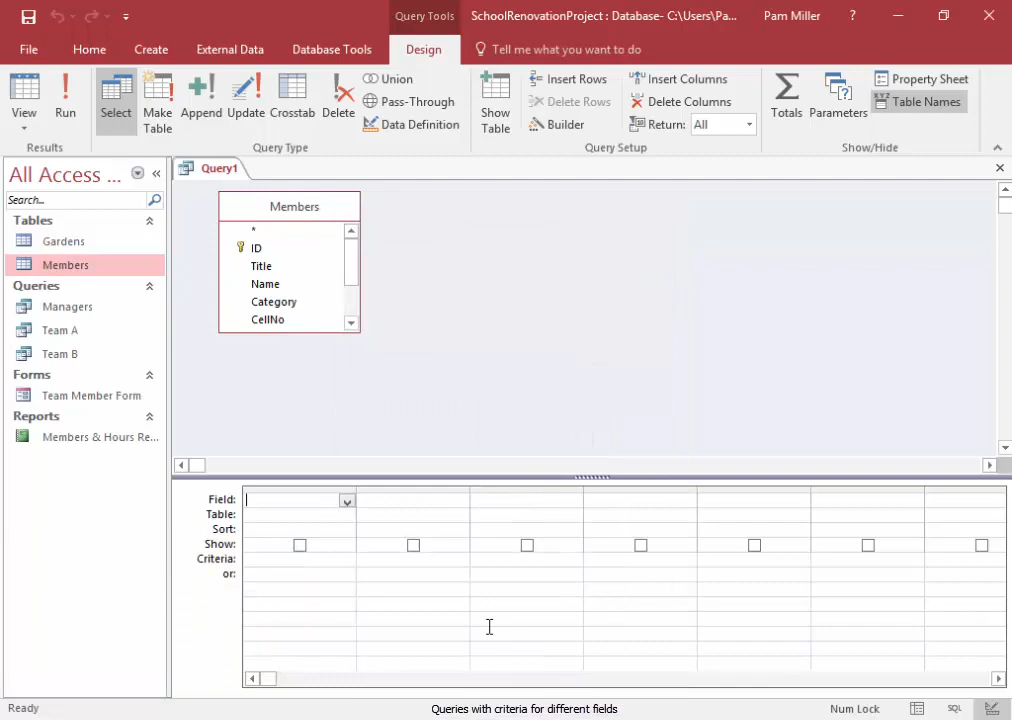 Query Tools
SchoolRenovationProject : Database- C:\Users\Pa...
Pam Miller
?
File
Home
Create
External Data
Database Tools
Design
Tell me what you want to do
View
Run
Select
Make Table
Append
Update
Crosstab
Delete
Union
Pass-Through
Data Definition
Show Table
Insert Rows
Delete Rows
Builder
Insert Columns
Delete Columns
Return: All
Totals
Parameters
Property Sheet
Table Names
Results
Query Type
Query Setup
Show/Hide
All Access ...
Search...
Tables
Gardens
Members
Queries
Managers
Team A
Team B
Forms
Team Member Form
Reports
Members & Hours Re...
Query1
Members
*
ID
Title
Name
Category
CellNo
Field:
Table:
Sort:
Show:
Criteria:
or:
Ready
Queries with criteria for different fields
Num Lock
SQL